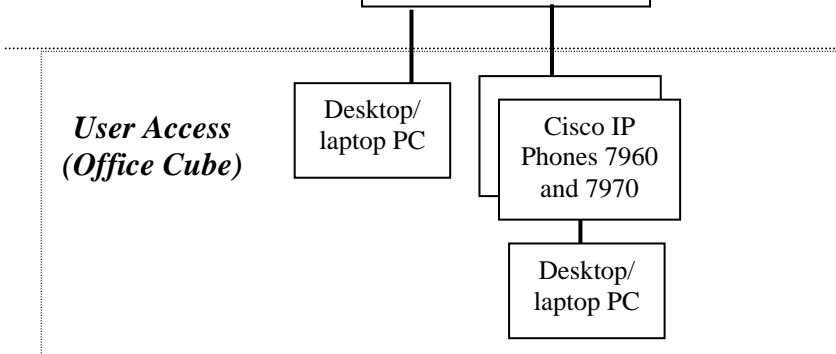 User Access
(Office Cube)
Desktop/
laptop PC
Cisco IP
Phones 7960
and 7970
Desktop/
laptop PC